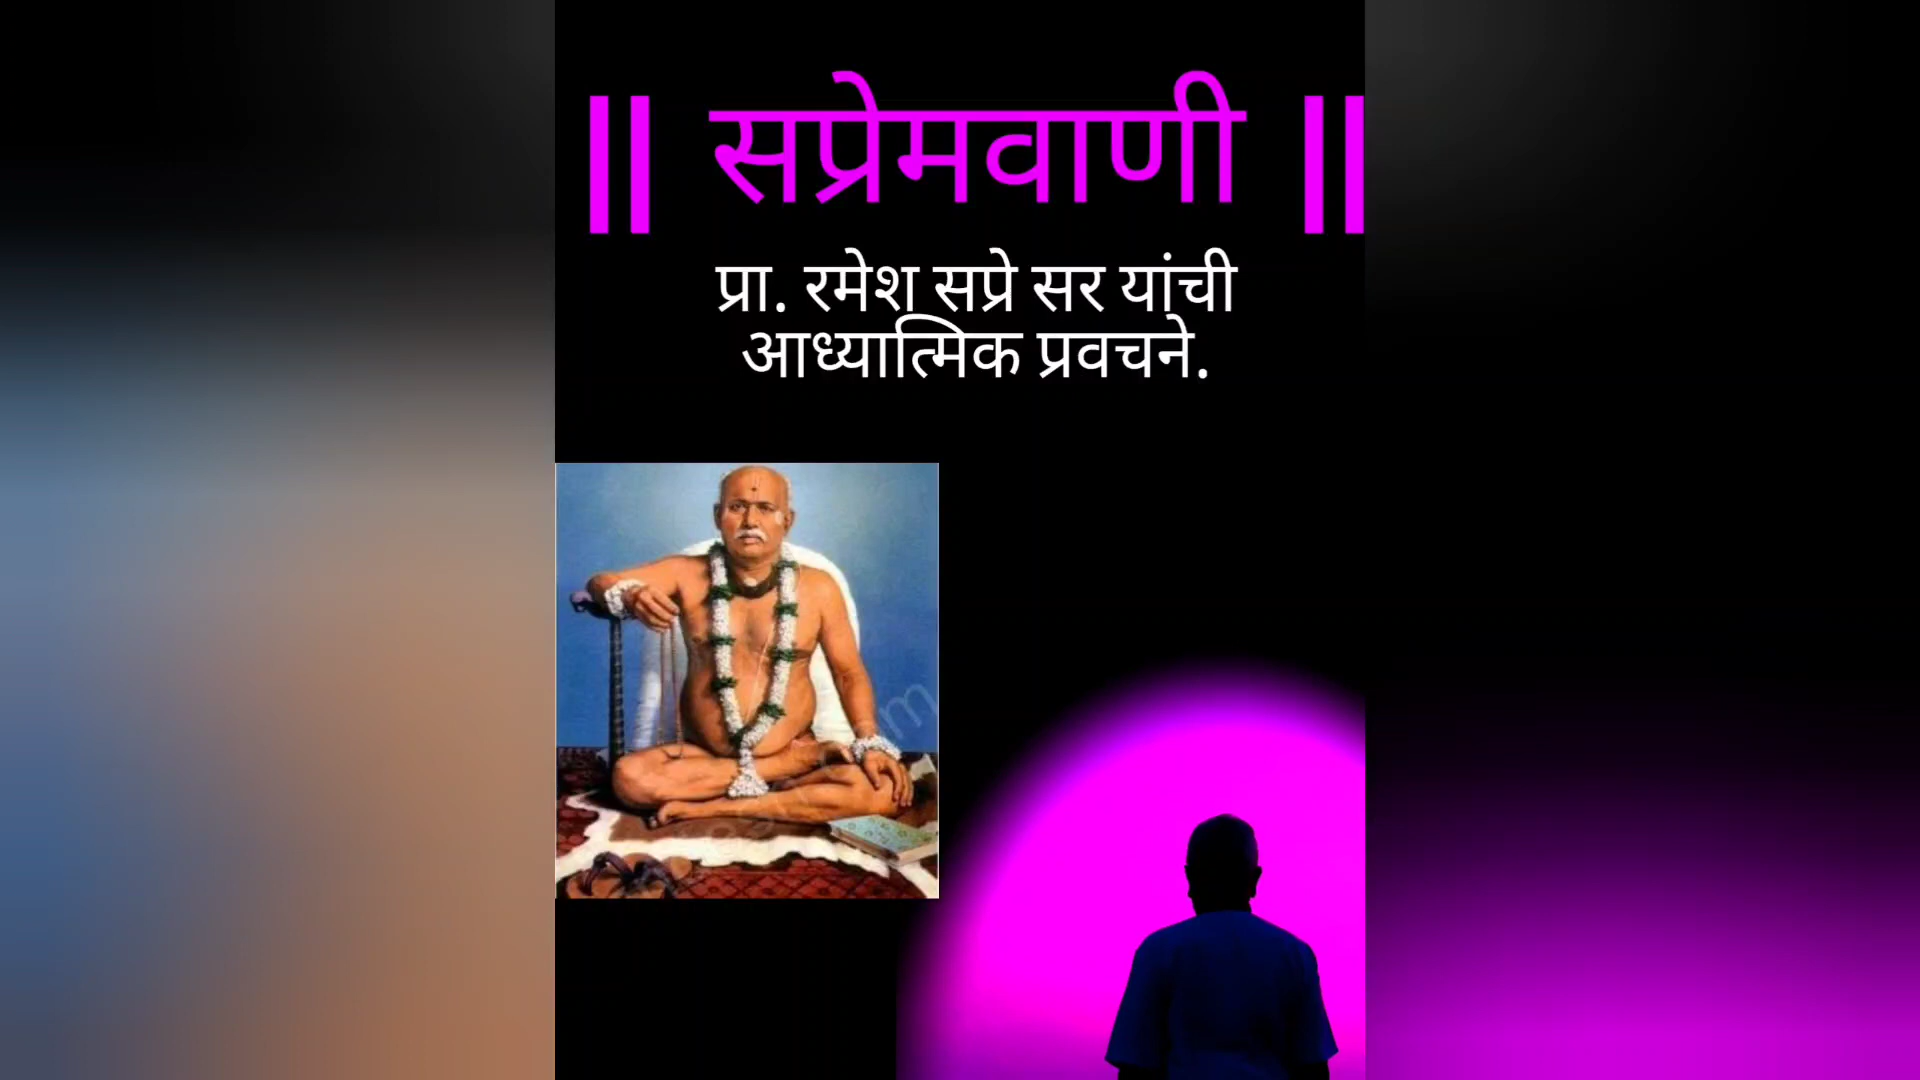 || सप्रेमवाणी ||
प्रा. रमेश सप्रे सर यांची
आध्यात्मिक प्रवचने.